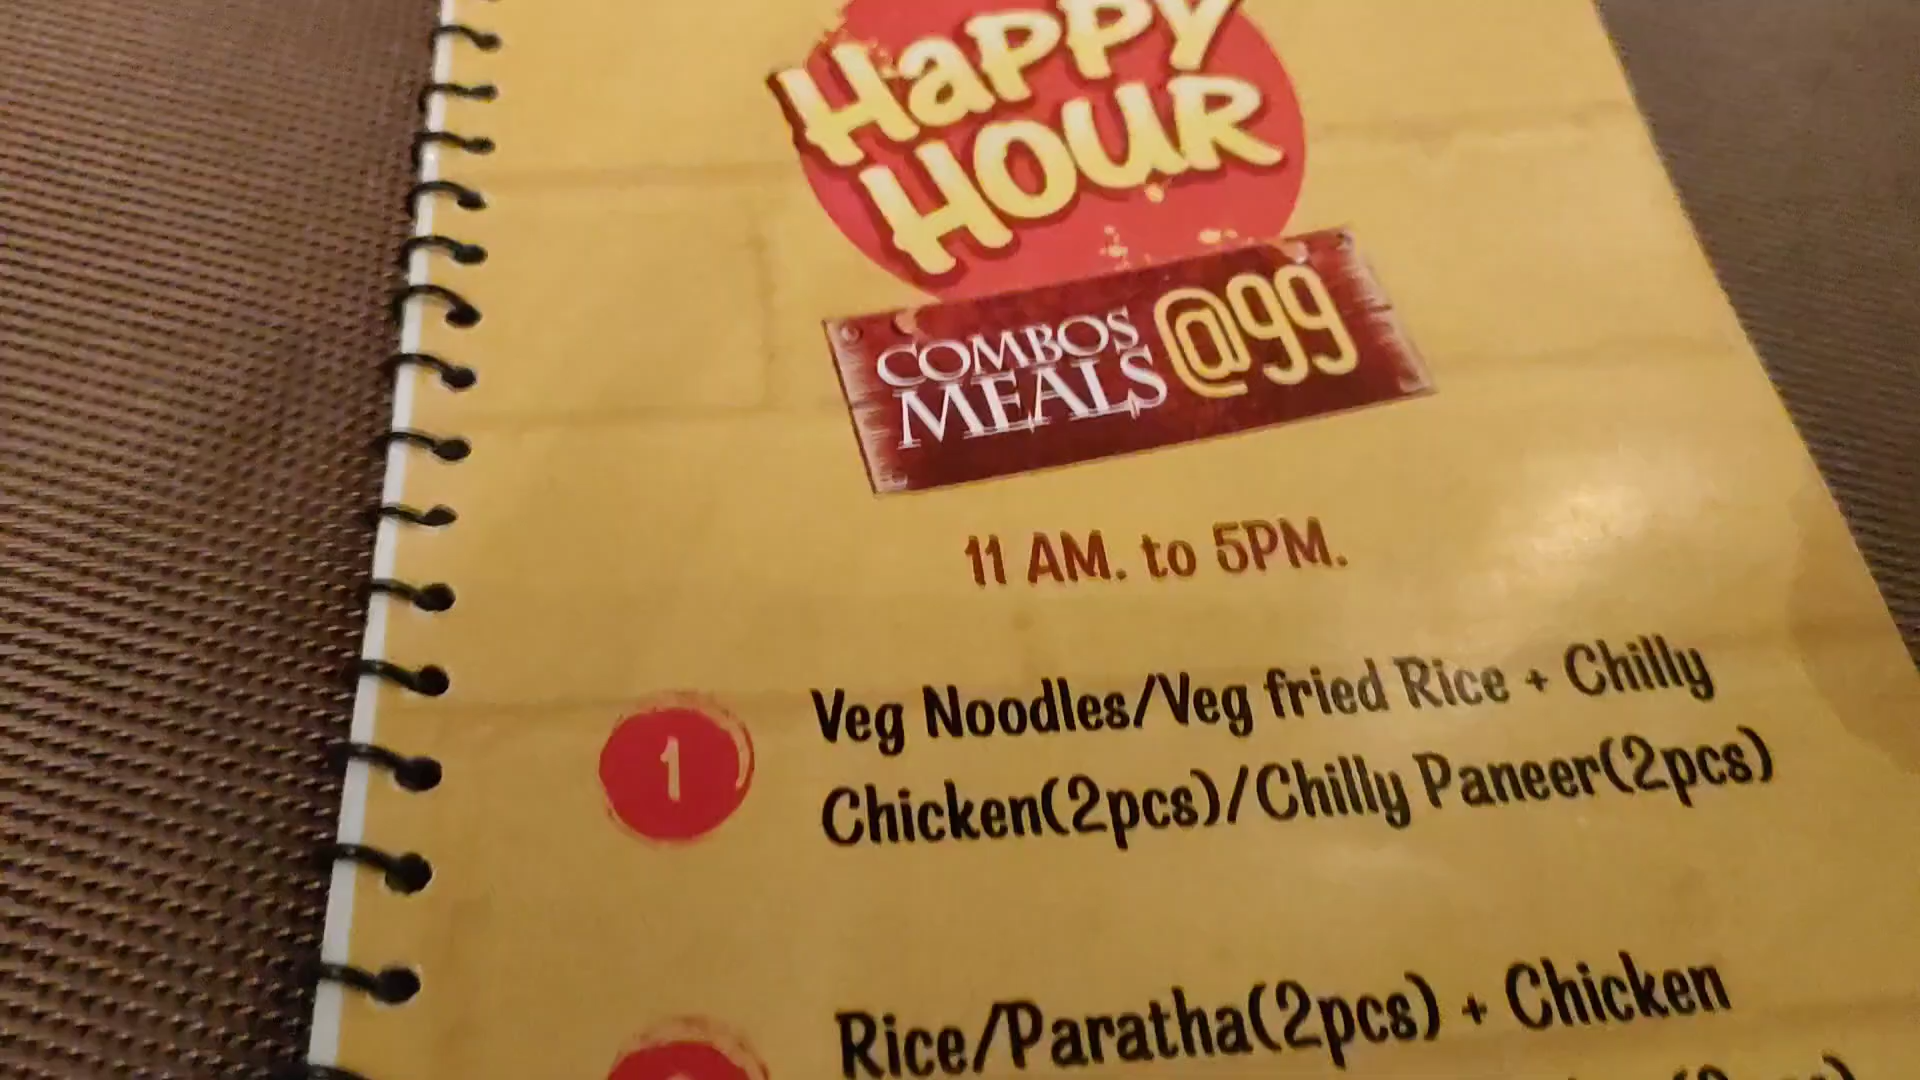 HaPPY
HOUR
COMBOS
MEALS @99
11 AM. to 5PM.
1 Veg Noodles/Veg fried Rice + Chilly
Chicken(2pcs)/Chilly Paneer(2pcs)
Rice/Paratha(2pcs) + Chicken